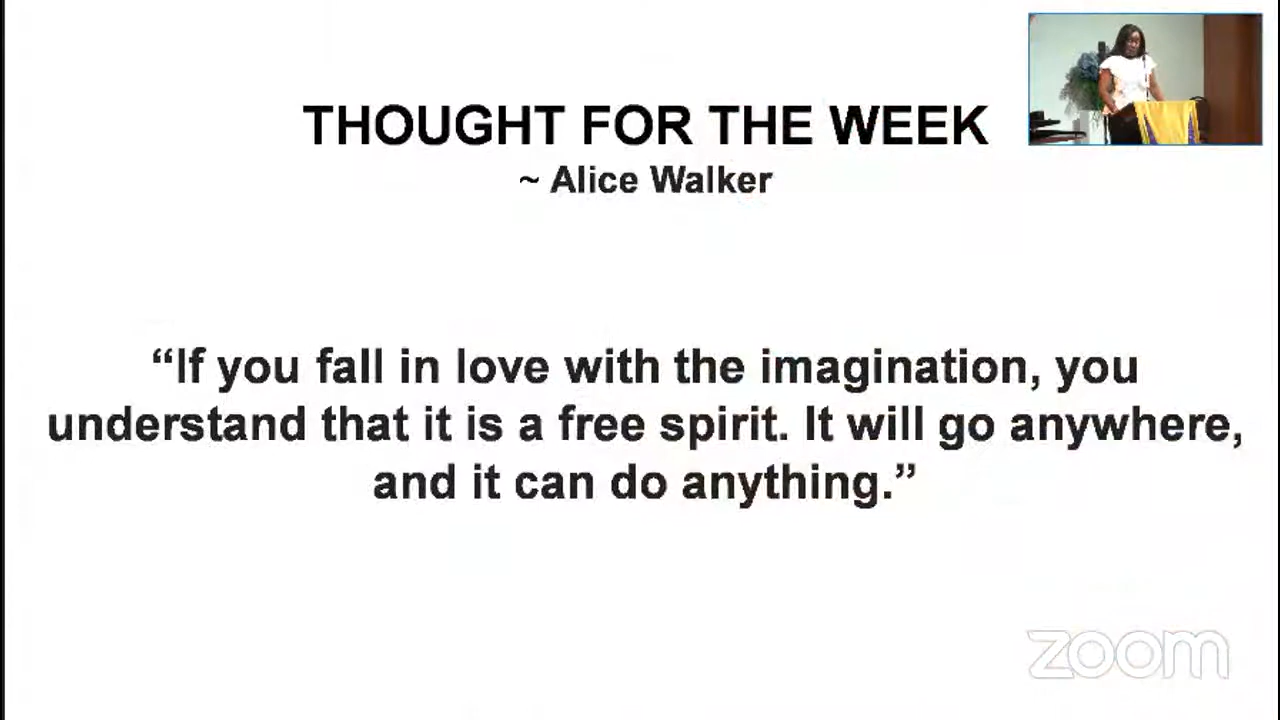 THOUGHT FOR THE WEEK
~ Alice Walker
“If you fall in love with the imagination, you
understand that it is a free spirit. It will go anywhere,
and it can do anything.”
zoom